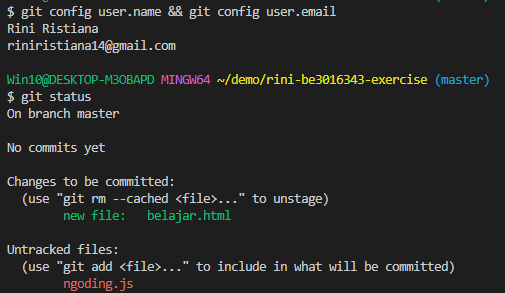 $ git config user.name && git config user.email
Rini Ristiana
riniristiana14@gmail.com
Win10@DESKTOP-M3OBAPD MINGW64 ~/demo/rini-be3016343-exercise (master)
$ git status
On branch master
No commits yet
Changes to be committed:
(use "git rm --cached <file>..." to unstage)
new file: belajar.html
Untracked files:
(use "git add <file>..." to include in what will be committed)
ngoding.js